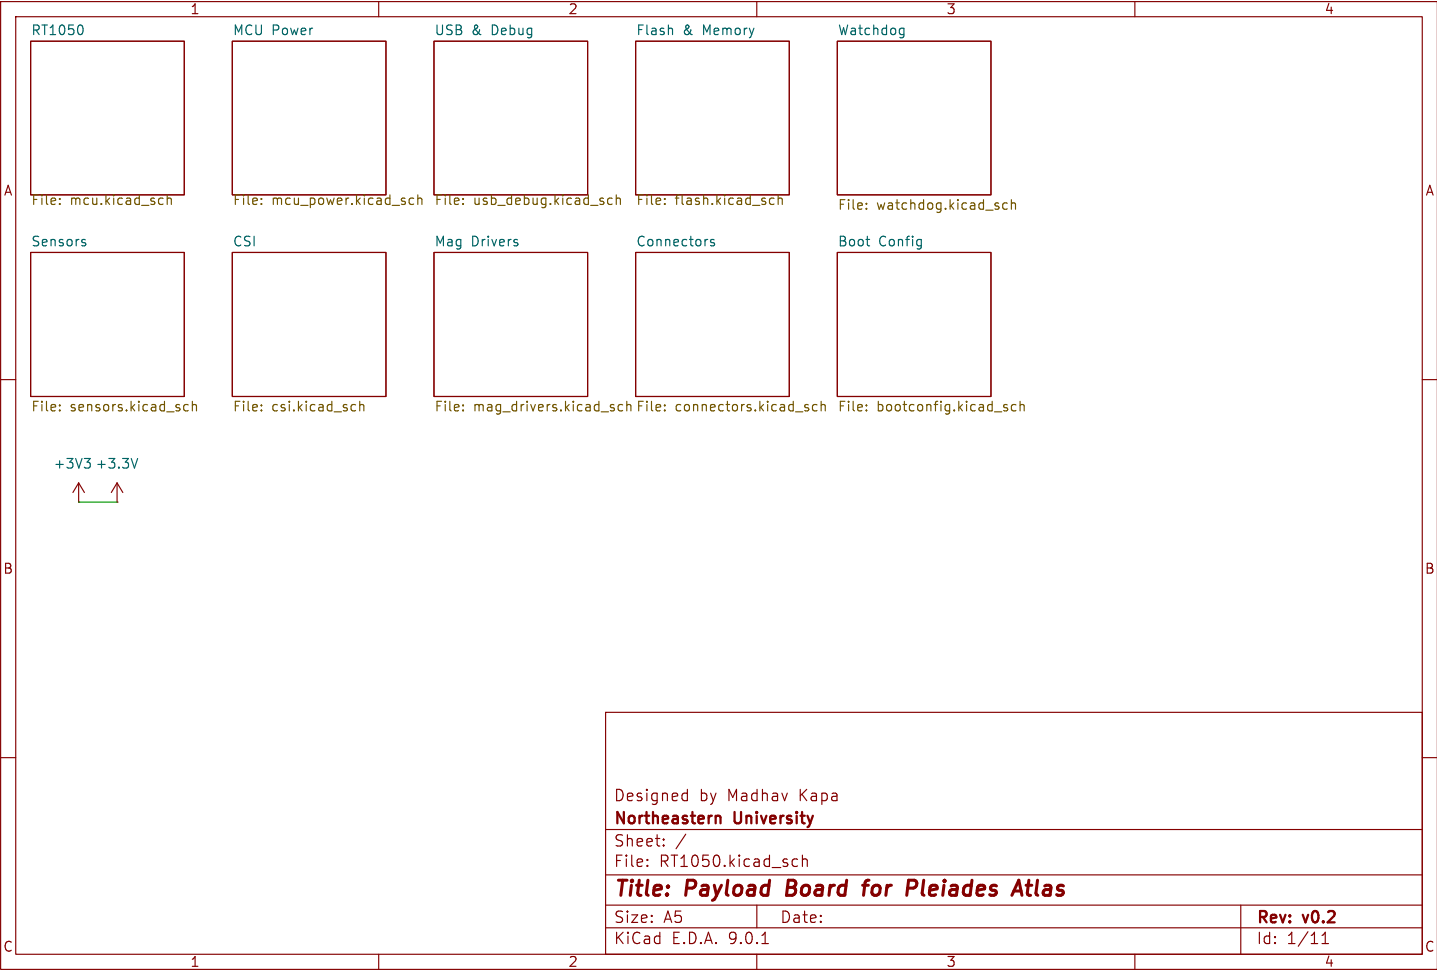 1 2 3 4
RT1050 MCU Power USB & Debug Flash & Memory Watchdog
A A
File: mcu.kicad_sch File: mcu_power.kicad_sch File: usb_debug.kicad_sch File: flash.kicad_sch File: watchdog.kicad_sch
Sensors CSI Mag Drivers Connectors Boot Config
File: sensors.kicad_sch File: csi.kicad_sch File: mag_drivers.kicad_sch File: connectors.kicad_sch File: bootconfig.kicad_sch
+3V3 +3.3V
B B
Designed by Madhav Kapa
Northeastern University
Sheet: /
File: RT1050.kicad_sch
Title: Payload Board for Pleiades Atlas
Size: A5 Date: Rev: v0.2
KiCad E.D.A. 9.0.1 Id: 1/11
C C
1 2 3 4